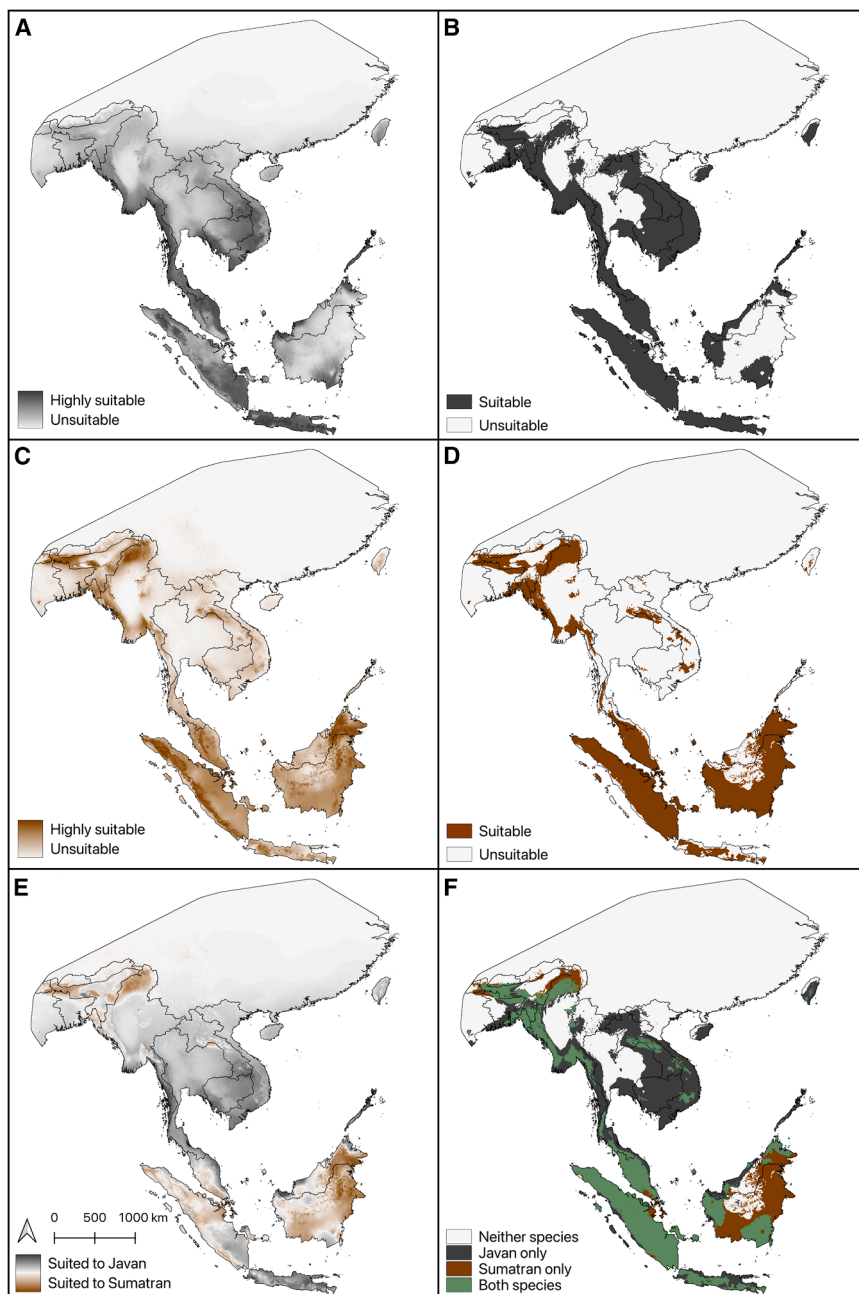 A
Highly suitable
Unsuitable
B
Suitable
Unsuitable
C
Highly suitable
Unsuitable
D
Suitable
Unsuitable
E
0 500 1000 km
Suited to Javan
Suited to Sumatran
F
Neither species
Javan only
Sumatran only
Both species